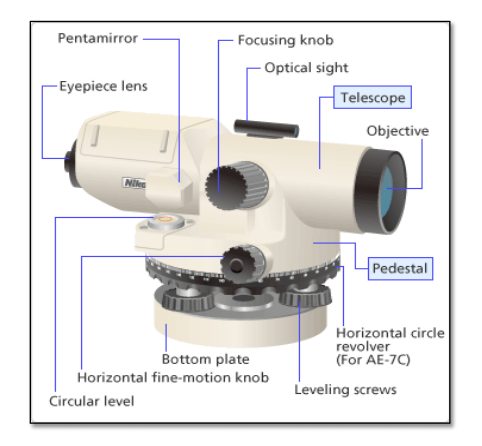 Pentamirror
Focusing knob
Optical sight
Eyepiece lens
Telescope
Objective
Pedestal
Horizontal circle
revolver
(For AE-7C)
Bottom plate
Horizontal fine-motion knob
Leveling screws
Circular level